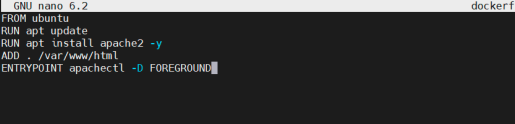 GNU nano 6.2 dockerf
FROM ubuntu
RUN apt update
RUN apt install apache2 -y
ADD . /var/www/html
ENTRYPOINT apachectl -D FOREGROUND